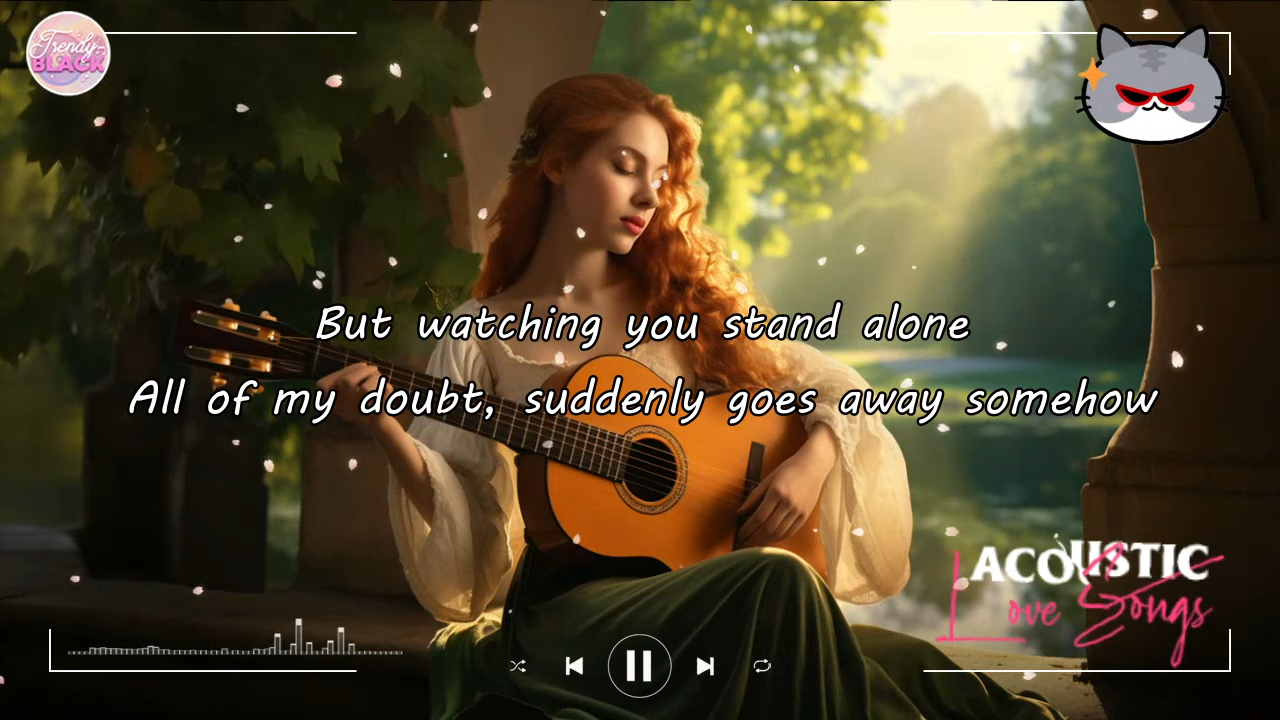 Trendy
BLACK
But watching you stand alone
All of my doubt, suddenly goes away somehow
ACOUSTIC
Love Songs